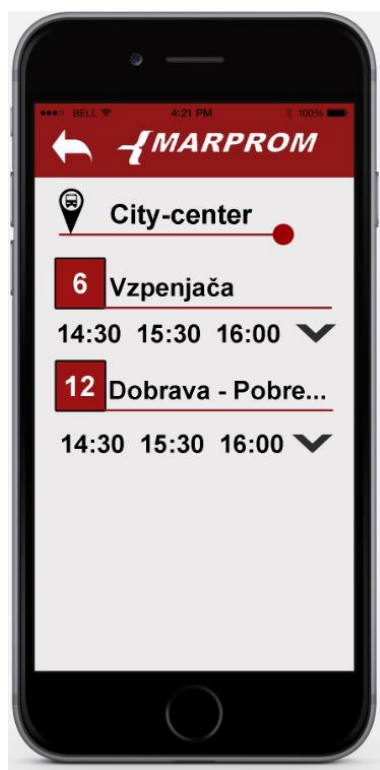 BELL 4:21 PM 100%
MARPROM
City-center
6 Vzpenjača
14:30 15:30 16:00
12 Dobrava - Pobre...
14:30 15:30 16:00